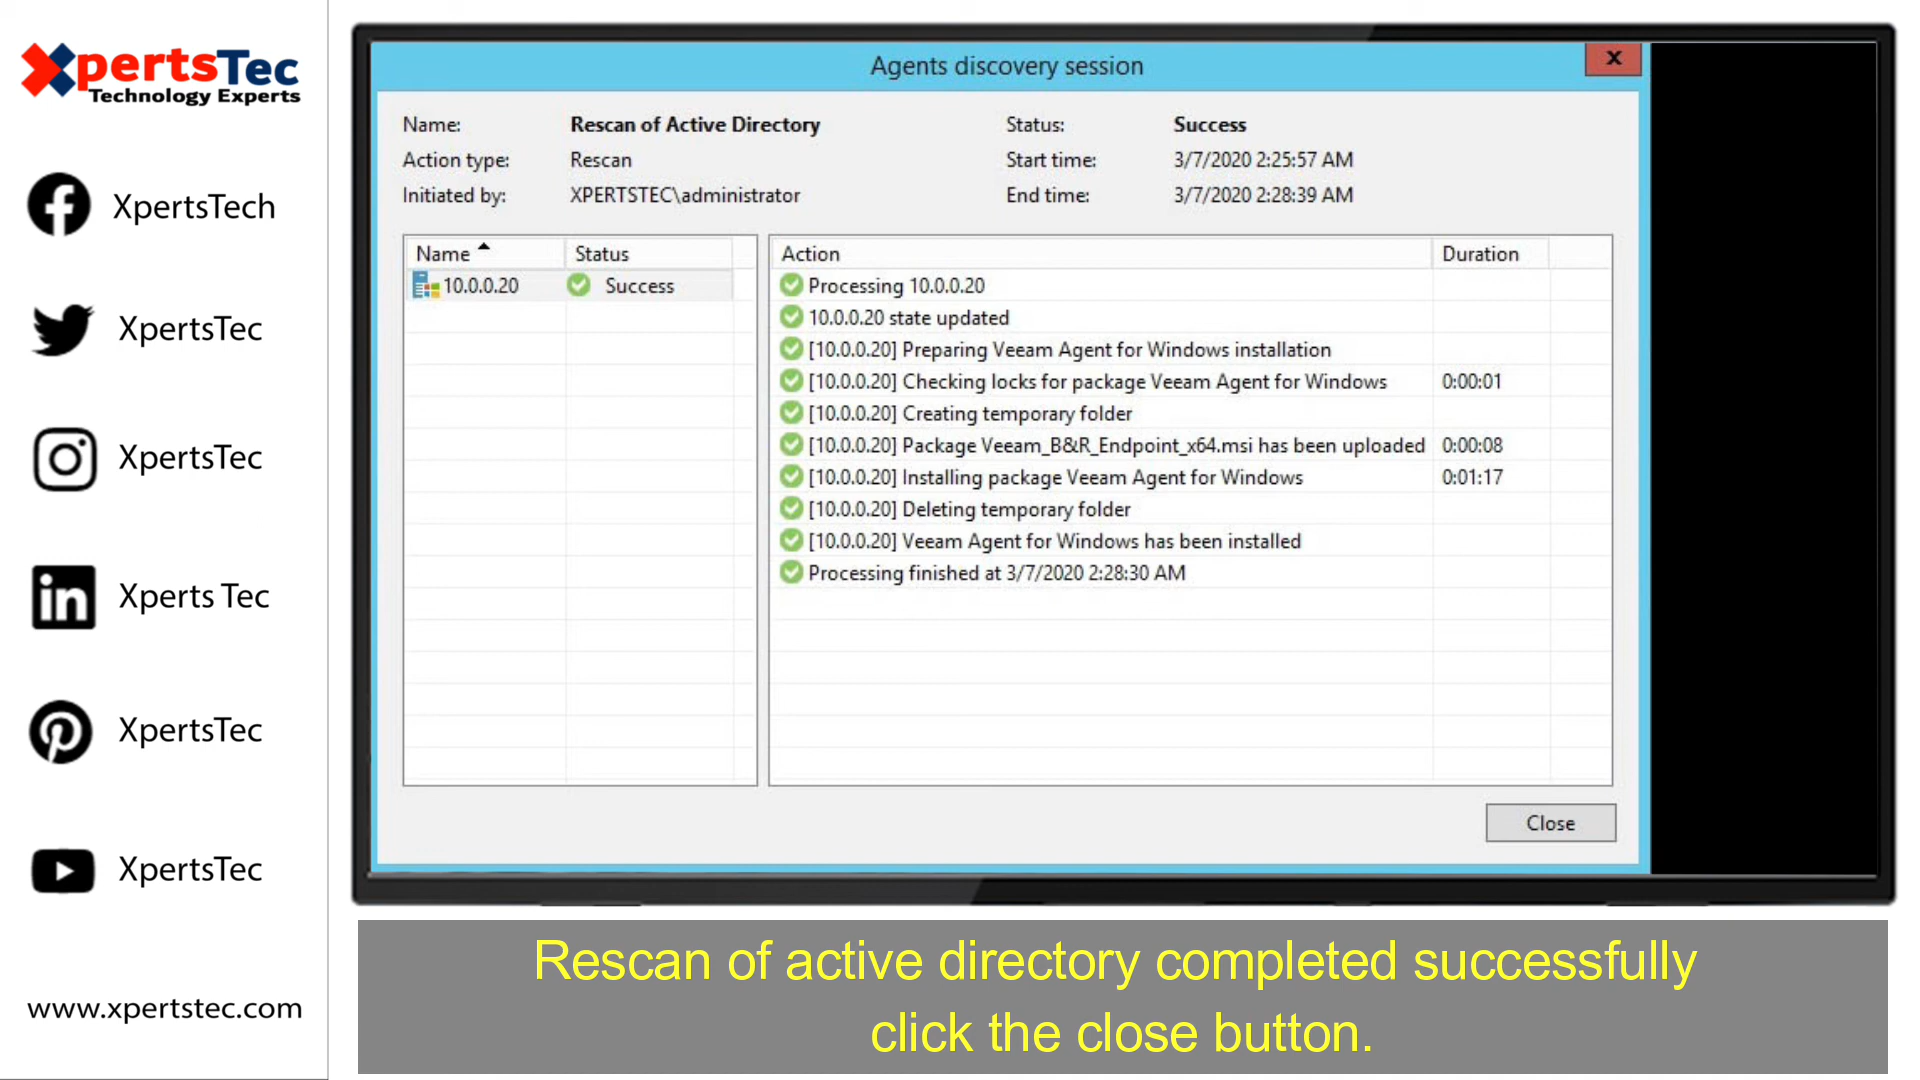 XpertsTec
Technology Experts
XpertsTech
XpertsTec
XpertsTec
Xperts Tec
XpertsTec
XpertsTec
www.xpertstec.com
Agents discovery session
X
Name: Rescan of Active Directory Status: Success
Action type: Rescan Start time: 3/7/2020 2:25:57 AM
Initiated by: XPERTSTEC\administrator End time: 3/7/2020 2:28:39 AM
Name Status
10.0.0.20 Success
Action Duration
Processing 10.0.0.20
10.0.0.20 state updated
[10.0.0.20] Preparing Veeam Agent for Windows installation
[10.0.0.20] Checking locks for package Veeam Agent for Windows 0:00:01
[10.0.0.20] Creating temporary folder
[10.0.0.20] Package Veeam_B&R_Endpoint_x64.msi has been uploaded 0:00:08
[10.0.0.20] Installing package Veeam Agent for Windows 0:01:17
[10.0.0.20] Deleting temporary folder
[10.0.0.20] Veeam Agent for Windows has been installed
Processing finished at 3/7/2020 2:28:30 AM
Close
Rescan of active directory completed successfully
click the close button.